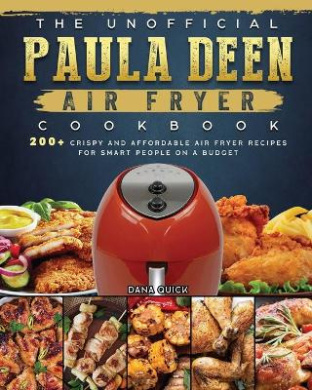 THE UNOFFICIAL
PAULA DEEN
AIR FRYER
COOKBOOK
200+ CRISPY AND AFFORDABLE AIR FRYER RECIPES
FOR SMART PEOPLE ON A BUDGET
DANA QUICK